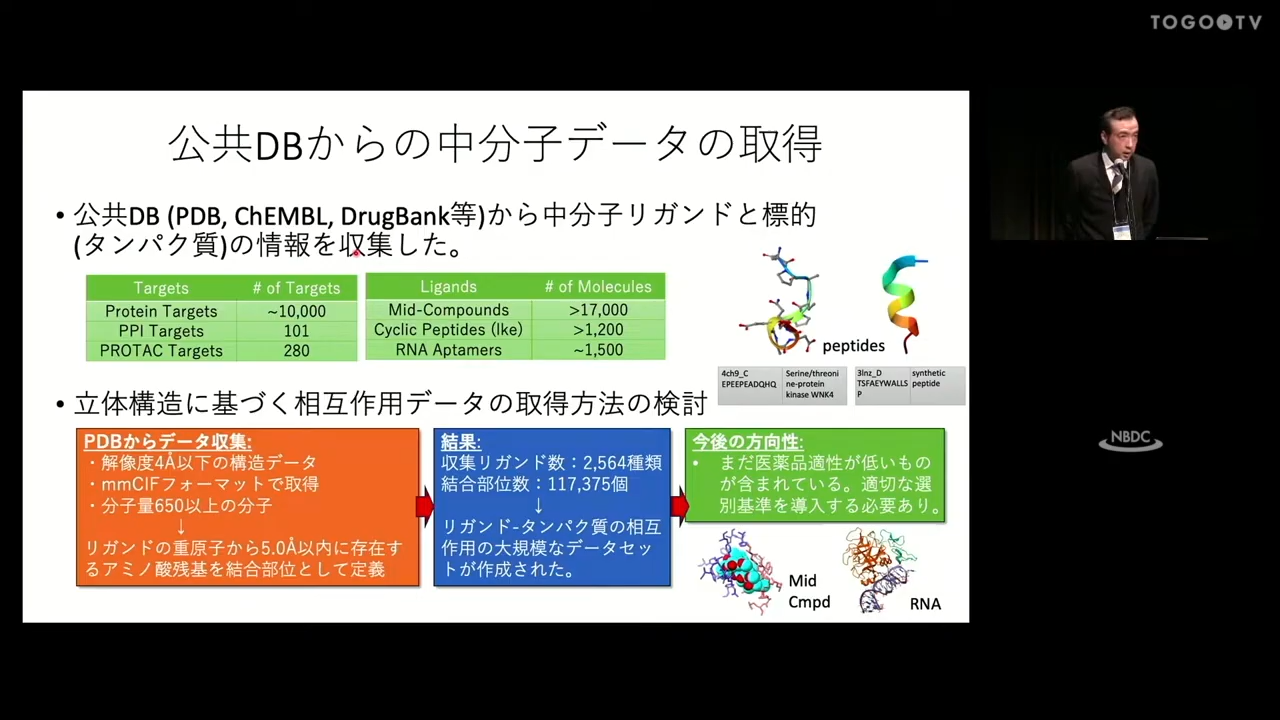 TOGO TV
公共DBからの中分子データの取得
• 公共DB (PDB, ChEMBL, DrugBank等)から中分子リガンドと標的
(タンパク質)の情報を収集した。
Targets # of Targets
Protein Targets ~10,000
PPI Targets 101
PROTAC Targets 280
Ligands # of Molecules
Mid-Compounds >17,000
Cyclic Peptides (lke) >1,200
RNA Aptamers ~1,500
peptides
4ch9_C
EPEEPEADQHQ
Serine/threoni
ne-protein
kinase WNK4
3lnz_D
TSFAEYWALLS
P
synthetic
peptide
• 立体構造に基づく相互作用データの取得方法の検討
PDBからデータ収集:
・解像度4Å以下の構造データ
・mmCIFフォーマットで取得
・分子量650以上の分子
↓
リガンドの重原子から5.0Å以内に存在す
るアミノ酸残基を結合部位として定義
結果:
収集リガンド数：2,564種類
結合部位数：117,375個
↓
リガンド-タンパク質の相互
作用の大規模なデータセッ
トが作成された。
今後の方向性:
• まだ医薬品適性が低いもの
が含まれている。適切な選
別基準を導入する必要あり。
Mid
Cmpd
RNA
NBDC